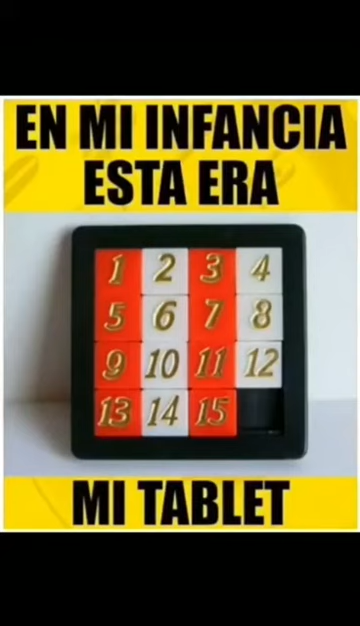 EN MI INFANCIA
ESTA ERA
1 2 3 4
5 6 7 8
9 10 11 12
13 14 15
MI TABLET